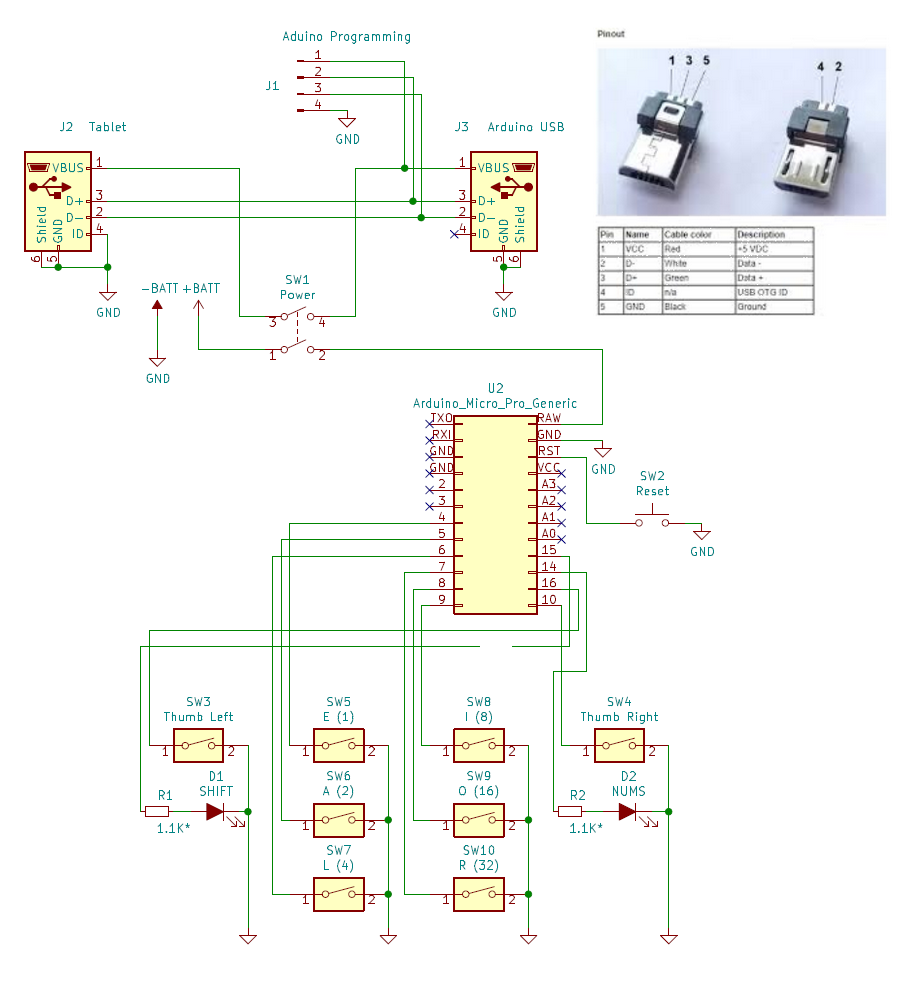 Aduino Programming
J1
1
2
3
4
GND
Pinout
1 3 5
4 2
J2 Tablet
VBUS 1
D+ 3
D- 2
ID 4
Shield
GND
6 5
GND
J3 Arduino USB
1 VBUS
3 D+
2 D-
4 ID
GND
Shield
5 6
GND
Pin Name Cable color Description
1 VCC Red +5 VDC
2 D- White Data -
3 D+ Green Data +
4 ID n/a USB OTG ID
5 GND Black Ground
-BATT +BATT
GND
SW1
Power
3 4
1 2
U2
Arduino_Micro_Pro_Generic
TXO RAW
RXI GND
GND RST
GND VCC
2 A3
3 A2
4 A1
5 A0
6 15
7 14
8 16
9 10
GND
SW2
Reset
GND
SW3
Thumb Left
1 2
SW5
E (1)
1 2
SW8
I (8)
1 2
SW4
Thumb Right
1 2
D1
SHIFT
R1
1.1K*
SW6
A (2)
1 2
SW9
O (16)
1 2
D2
NUMS
R2
1.1K*
SW7
L (4)
1 2
SW10
R (32)
1 2